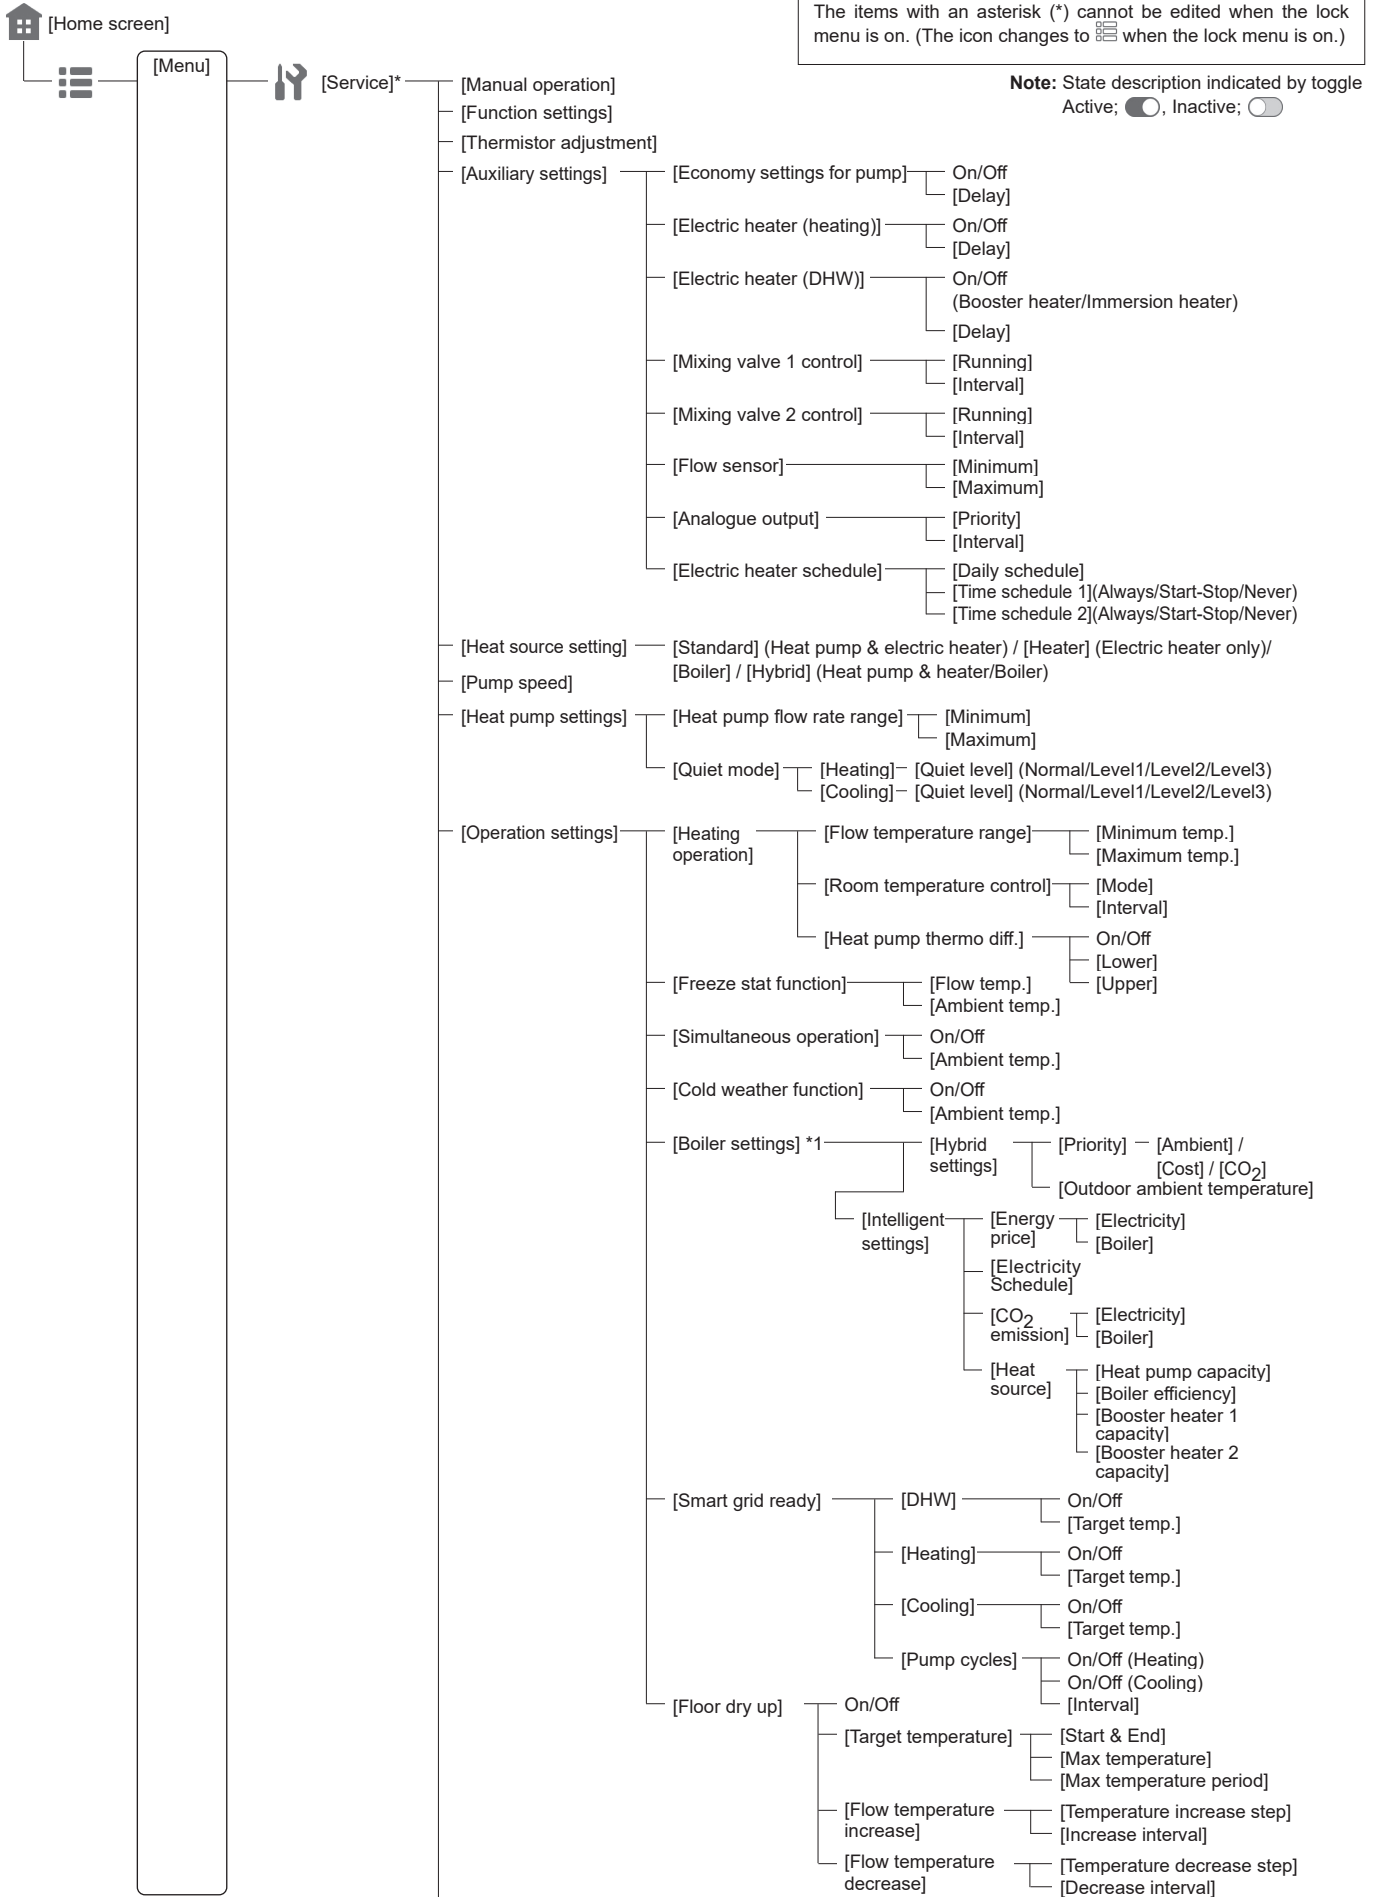 [Home screen]
The items with an asterisk (*) cannot be edited when the lock
menu is on. (The icon changes to when the lock menu is on.)
Note: State description indicated by toggle
Active; , Inactive;
[Menu]
[Service]*
[Manual operation]
[Function settings]
[Thermistor adjustment]
[Auxiliary settings]
[Economy settings for pump]
On/Off
[Delay]
[Electric heater (heating)]
On/Off
[Delay]
[Electric heater (DHW)]
On/Off
(Booster heater/Immersion heater)
[Delay]
[Mixing valve 1 control]
[Running]
[Interval]
[Mixing valve 2 control]
[Running]
[Interval]
[Flow sensor]
[Minimum]
[Maximum]
[Analogue output]
[Priority]
[Interval]
[Electric heater schedule]
[Daily schedule]
[Time schedule 1](Always/Start-Stop/Never)
[Time schedule 2](Always/Start-Stop/Never)
[Heat source setting]
[Standard] (Heat pump & electric heater) / [Heater] (Electric heater only)/
[Boiler] / [Hybrid] (Heat pump & heater/Boiler)
[Pump speed]
[Heat pump settings]
[Heat pump flow rate range]
[Minimum]
[Maximum]
[Quiet mode]
[Heating]
[Quiet level] (Normal/Level1/Level2/Level3)
[Cooling]
[Quiet level] (Normal/Level1/Level2/Level3)
[Operation settings]
[Heating
operation]
[Flow temperature range]
[Minimum temp.]
[Maximum temp.]
[Room temperature control]
[Mode]
[Interval]
[Heat pump thermo diff.]
On/Off
[Lower]
[Upper]
[Freeze stat function]
[Flow temp.]
[Ambient temp.]
[Simultaneous operation]
On/Off
[Ambient temp.]
[Cold weather function]
On/Off
[Ambient temp.]
[Boiler settings] *1
[Hybrid
settings]
[Priority]
[Ambient] /
[Cost] / [CO2]
[Outdoor ambient temperature]
[Intelligent
settings]
[Energy
price]
[Electricity]
[Boiler]
[Electricity
Schedule]
[CO2
emission]
[Electricity]
[Boiler]
[Heat
source]
[Heat pump capacity]
[Boiler efficiency]
[Booster heater 1
capacity]
[Booster heater 2
capacity]
[Smart grid ready]
[DHW]
On/Off
[Target temp.]
[Heating]
On/Off
[Target temp.]
[Cooling]
On/Off
[Target temp.]
[Pump cycles]
On/Off (Heating)
On/Off (Cooling)
[Interval]
[Floor dry up]
On/Off
[Target temperature]
[Start & End]
[Max temperature]
[Max temperature period]
[Flow temperature
increase]
[Temperature increase step]
[Increase interval]
[Flow temperature
decrease]
[Temperature decrease step]
[Decrease interval]